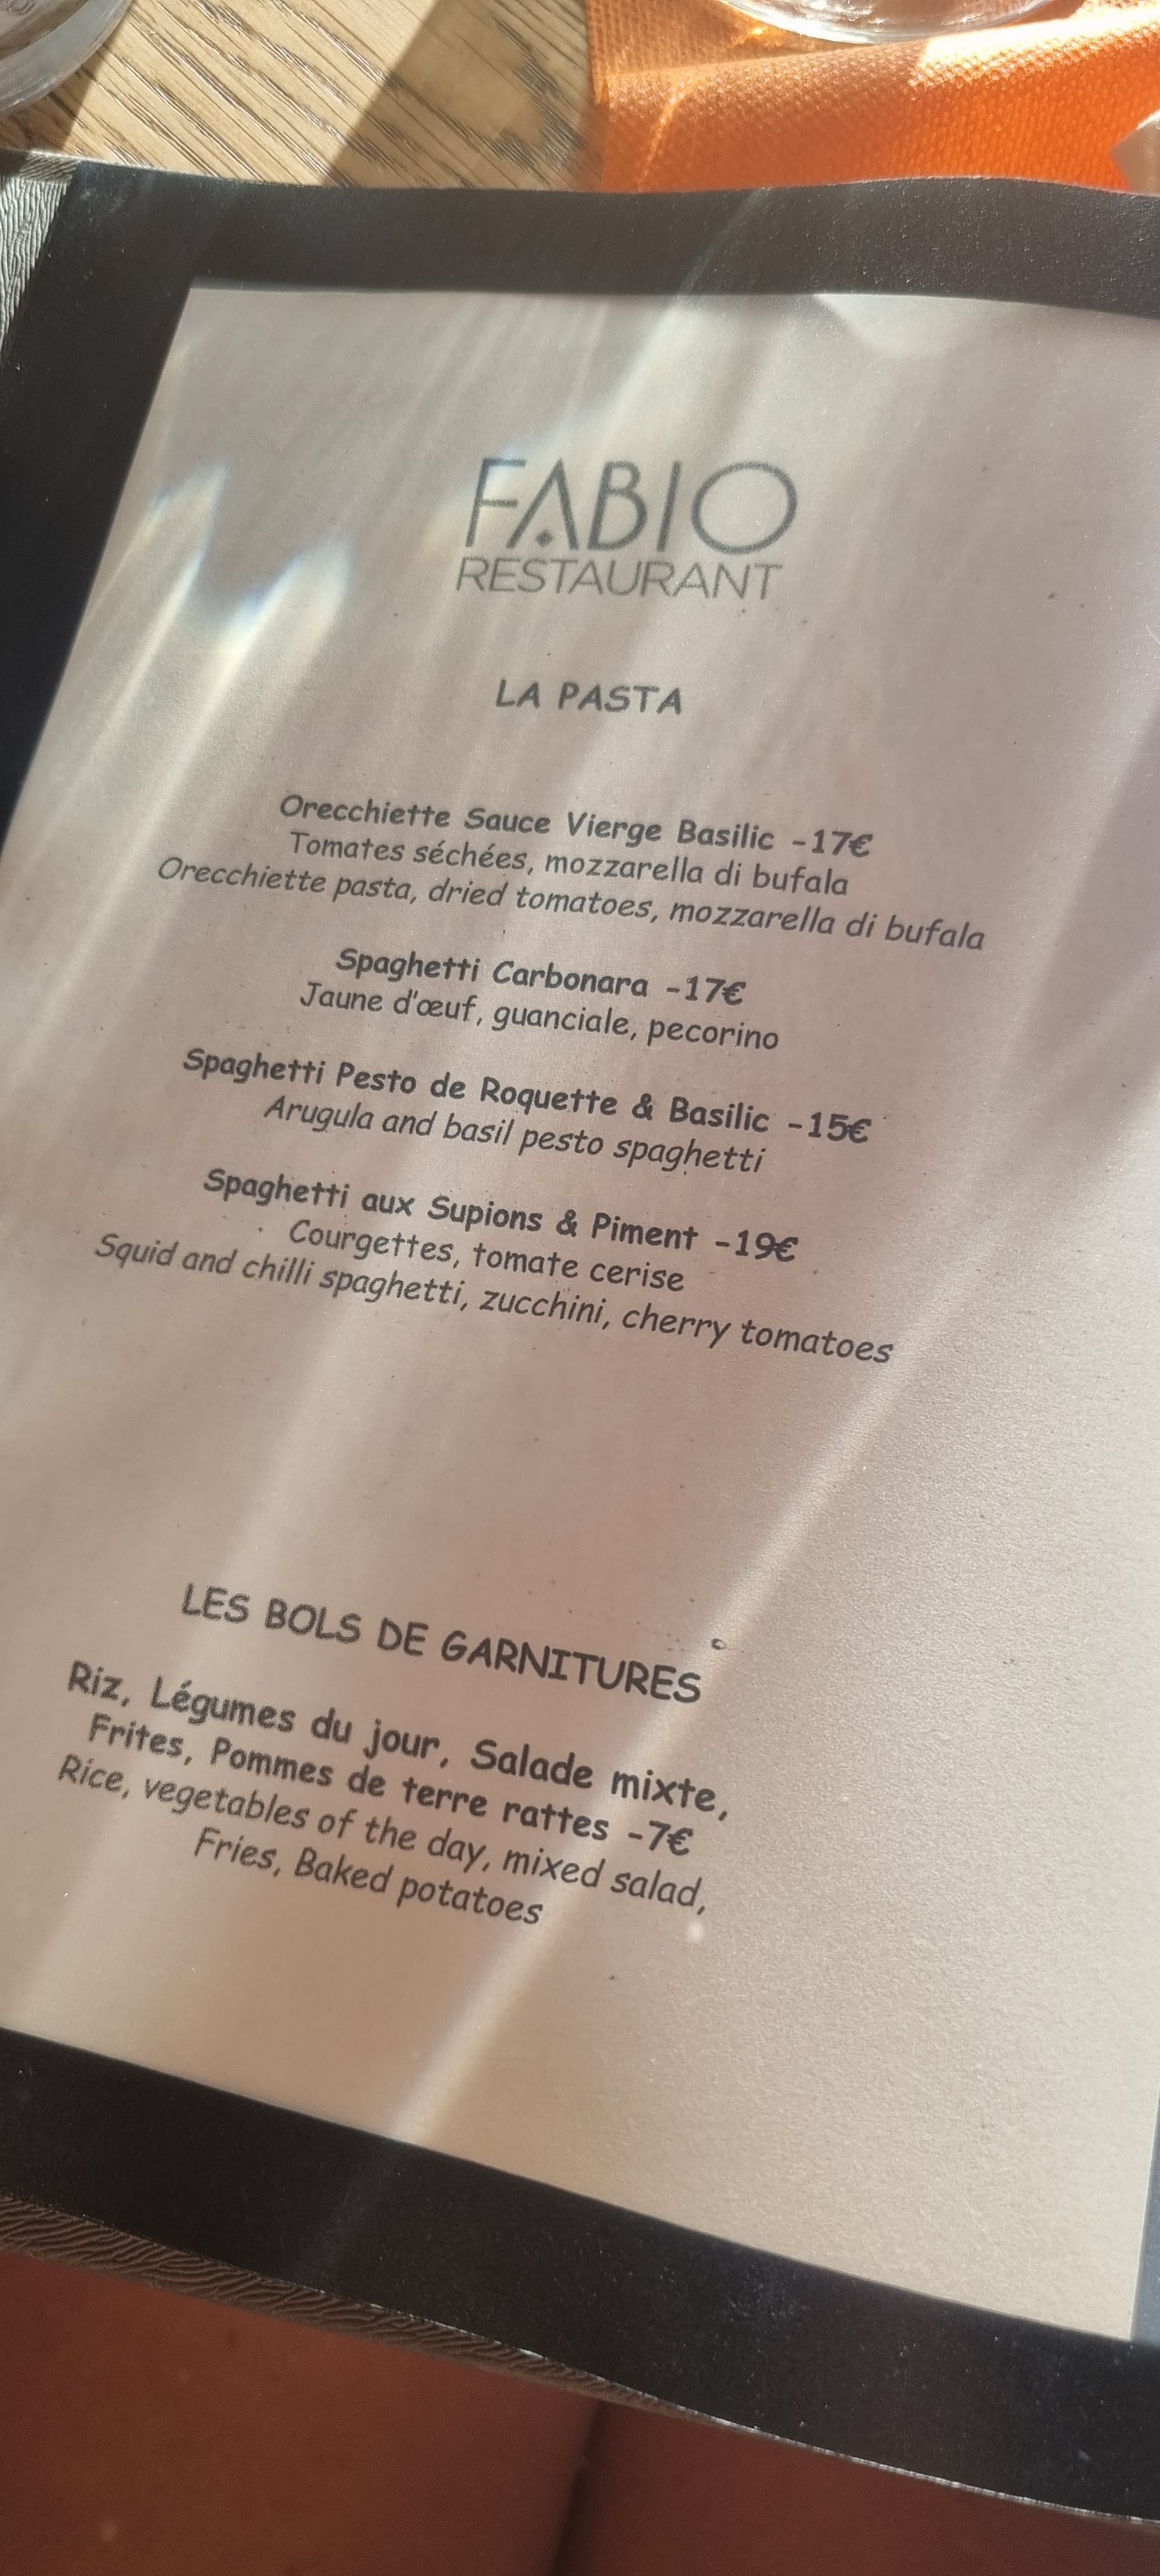 FABIO
RESTAURANT
LA PASTA
Orecchiette Sauce Vierge Basilic -17€
Tomates séchées, mozzarella di bufala
Orecchiette pasta, dried tomatoes, mozzarella di bufala
Spaghetti Carbonara -17€
Jaune d'œuf, guanciale, pecorino
Spaghetti Pesto de Roquette & Basilic -15€
Arugula and basil pesto spaghetti
Spaghetti aux Supions & Piment -19€
Courgettes, tomate cerise
Squid and chilli spaghetti, zucchini, cherry tomatoes
LES BOLS DE GARNITURES
Riz, Légumes du jour, Salade mixte,
Frites, Pommes de terre rattes -7€
Rice, vegetables of the day, mixed salad,
Fries, Baked potatoes